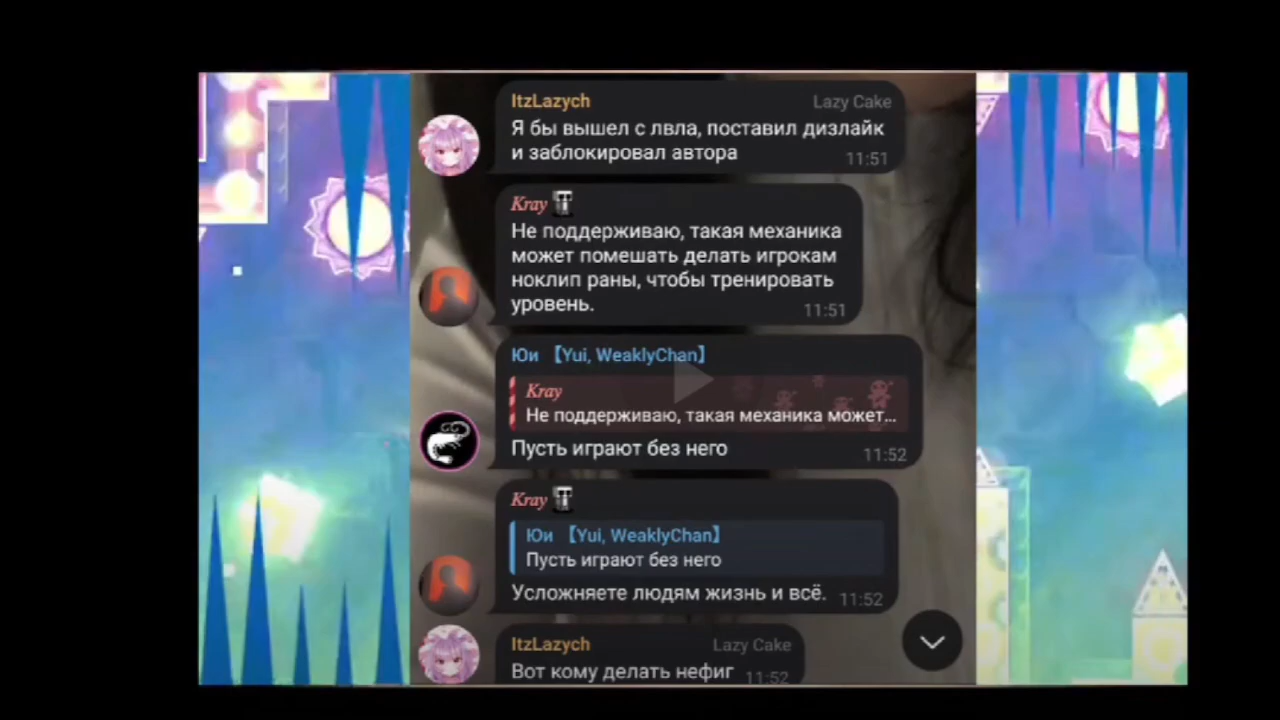 ItzLazych Lazy Cake
Я бы вышел с лвла, поставил дизлайк
и заблокировал автора 11:51
Kray
Не поддерживаю, такая механика
может помешать делать игрокам
ноклип раны, чтобы тренировать
уровень. 11:51
Юи 【Yui, WeaklyChan】
Kray
Не поддерживаю, такая механика может...
Пусть играют без него 11:52
Kray
Юи 【Yui, WeaklyChan】
Пусть играют без него
Усложняете людям жизнь и всё. 11:52
ItzLazych Lazy Cake
Вот кому делать нефиг 11:52